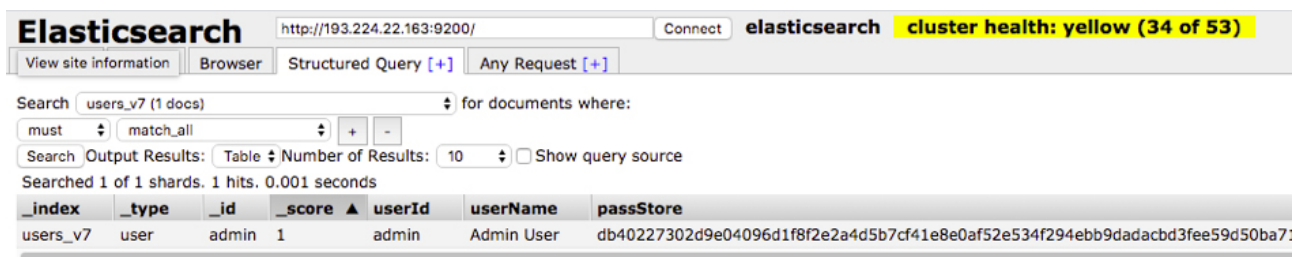 Elasticsearch http://193.224.22.163:9200/ Connect elasticsearch cluster health: yellow (34 of 53)
View site information Browser Structured Query [+] Any Request [+]
Search users_v7 (1 docs) for documents where:
must match_all + -
Search Output Results: Table Number of Results: 10 Show query source
Searched 1 of 1 shards. 1 hits. 0.001 seconds
_index _type _id _score ▲ userId userName passStore
users_v7 user admin 1 admin Admin User db40227302d9e04096d1f8f2e2a4d5b7cf41e8e0af52e534f294ebb9dadacbd3fee59d50ba71